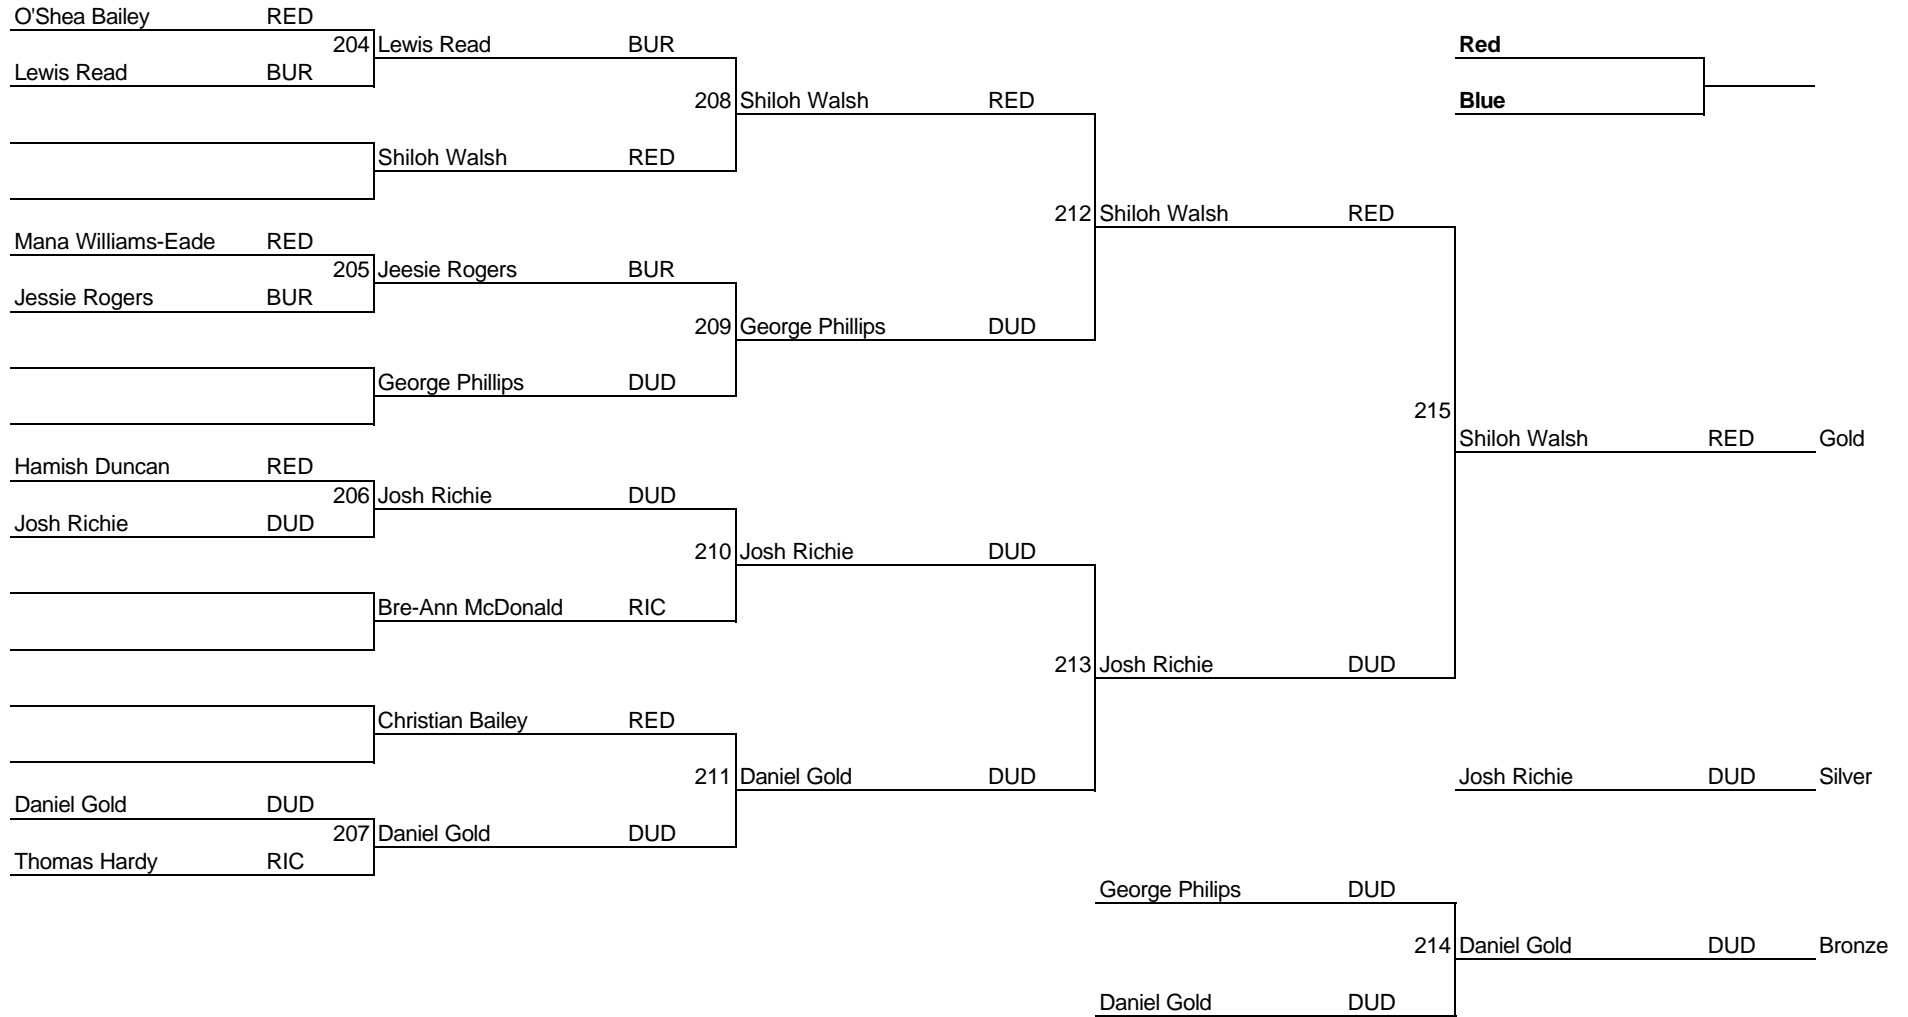 O'Shea Bailey RED
204 Lewis Read BUR Red
Lewis Read BUR
208 Shiloh Walsh RED Blue
Shiloh Walsh RED
212 Shiloh Walsh RED
Mana Williams-Eade RED
205 Jeesie Rogers BUR
Jessie Rogers BUR
209 George Phillips DUD
George Phillips DUD
215
Shiloh Walsh RED Gold
Hamish Duncan RED
206 Josh Richie DUD
Josh Richie DUD
210 Josh Richie DUD
Bre-Ann McDonald RIC
213 Josh Richie DUD
Christian Bailey RED
211 Daniel Gold DUD Josh Richie DUD Silver
Daniel Gold DUD
207 Daniel Gold DUD
Thomas Hardy RIC
George Philips DUD
214 Daniel Gold DUD Bronze
Daniel Gold DUD